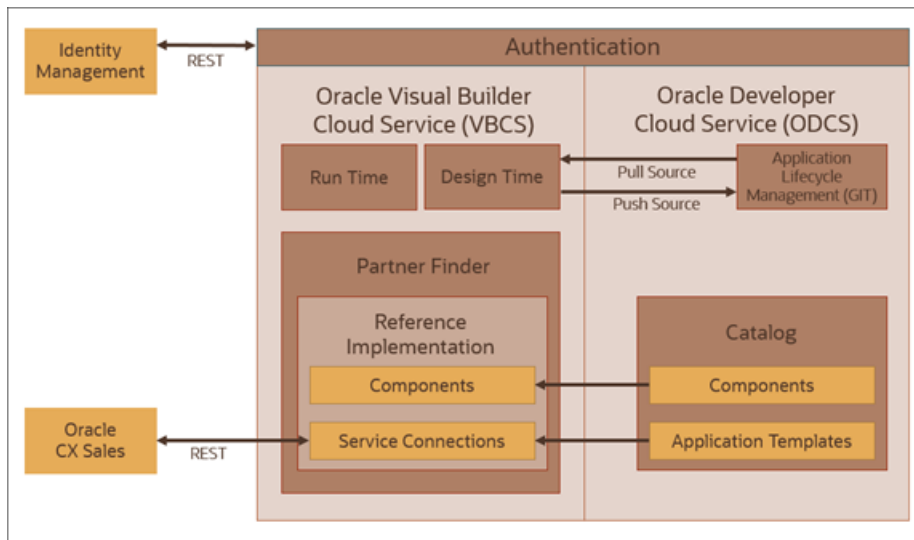 Identity
Management
REST
Authentication
Oracle Visual Builder
Cloud Service (VBCS)
Oracle Developer
Cloud Service (ODCS)
Run Time
Design Time
Pull Source
Push Source
Application
Lifecycle
Management (GIT)
Partner Finder
Reference
Implementation
Components
Service Connections
Catalog
Components
Application Templates
Oracle
CX Sales
REST